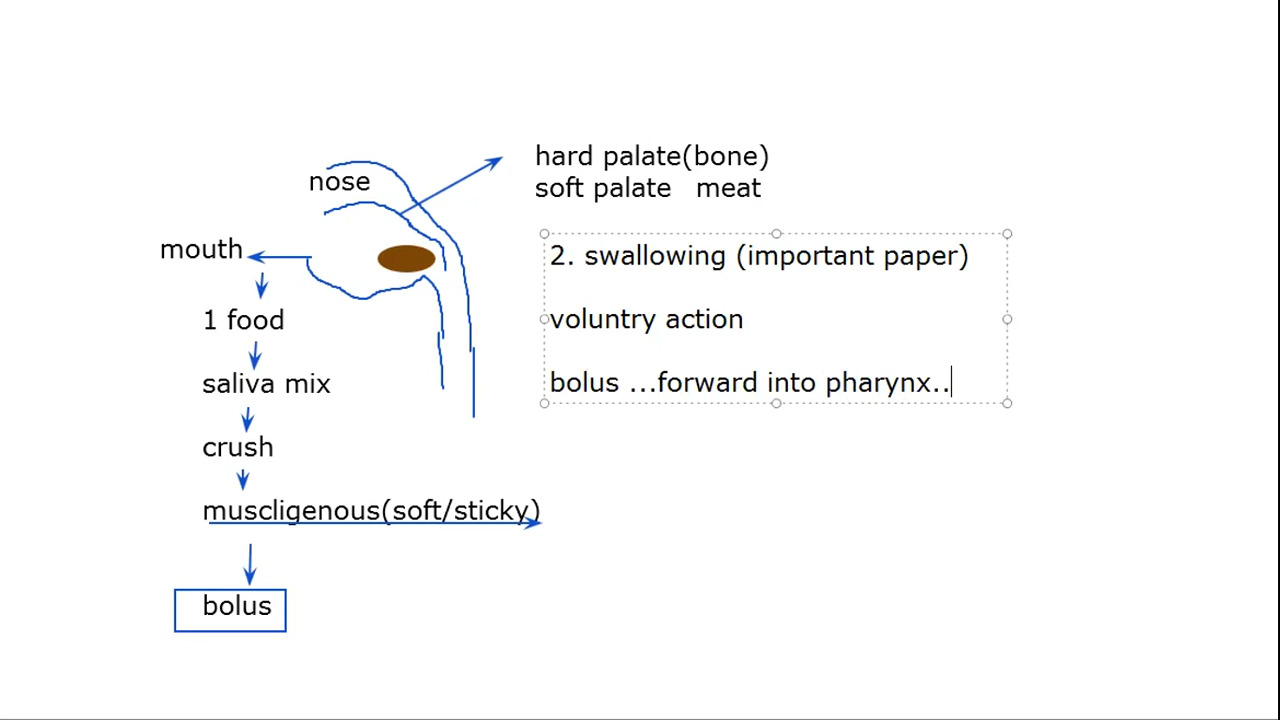 nose
mouth
1 food
saliva mix
crush
muscligenous(soft/sticky)
bolus
hard palate(bone)
soft palate meat
2. swallowing (important paper)
voluntry action
bolus ...forward into pharynx..